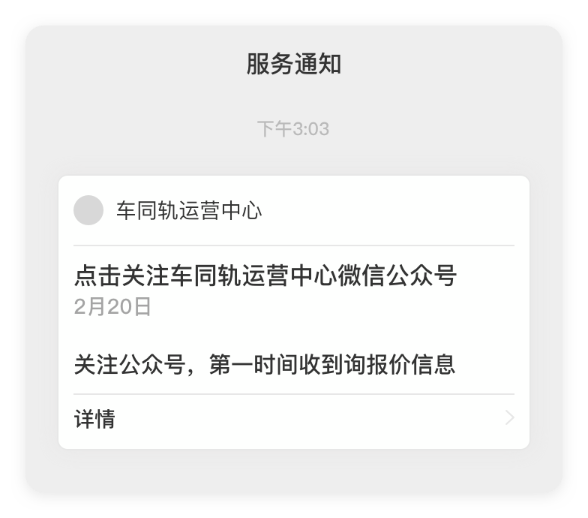 服务通知
下午3:03
车同轨运营中心
点击关注车同轨运营中心微信公众号
2月20日
关注公众号，第一时间收到询报价信息
详情